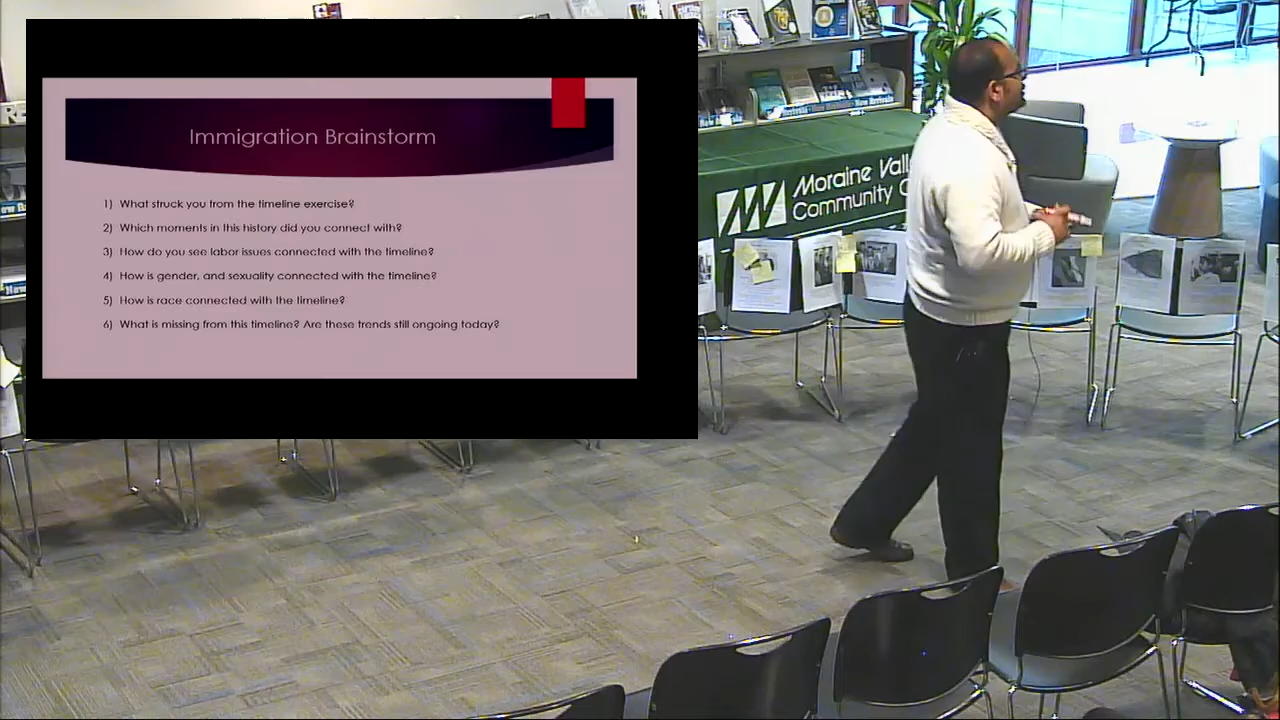 Immigration Brainstorm
1) What struck you from the timeline exercise?
2) Which moments in this history did you connect with?
3) How do you see labor issues connected with the timeline?
4) How is gender, and sexuality connected with the timeline?
5) How is race connected with the timeline?
6) What is missing from this timeline? Are these trends still ongoing today?
Moraine Vall
Community C